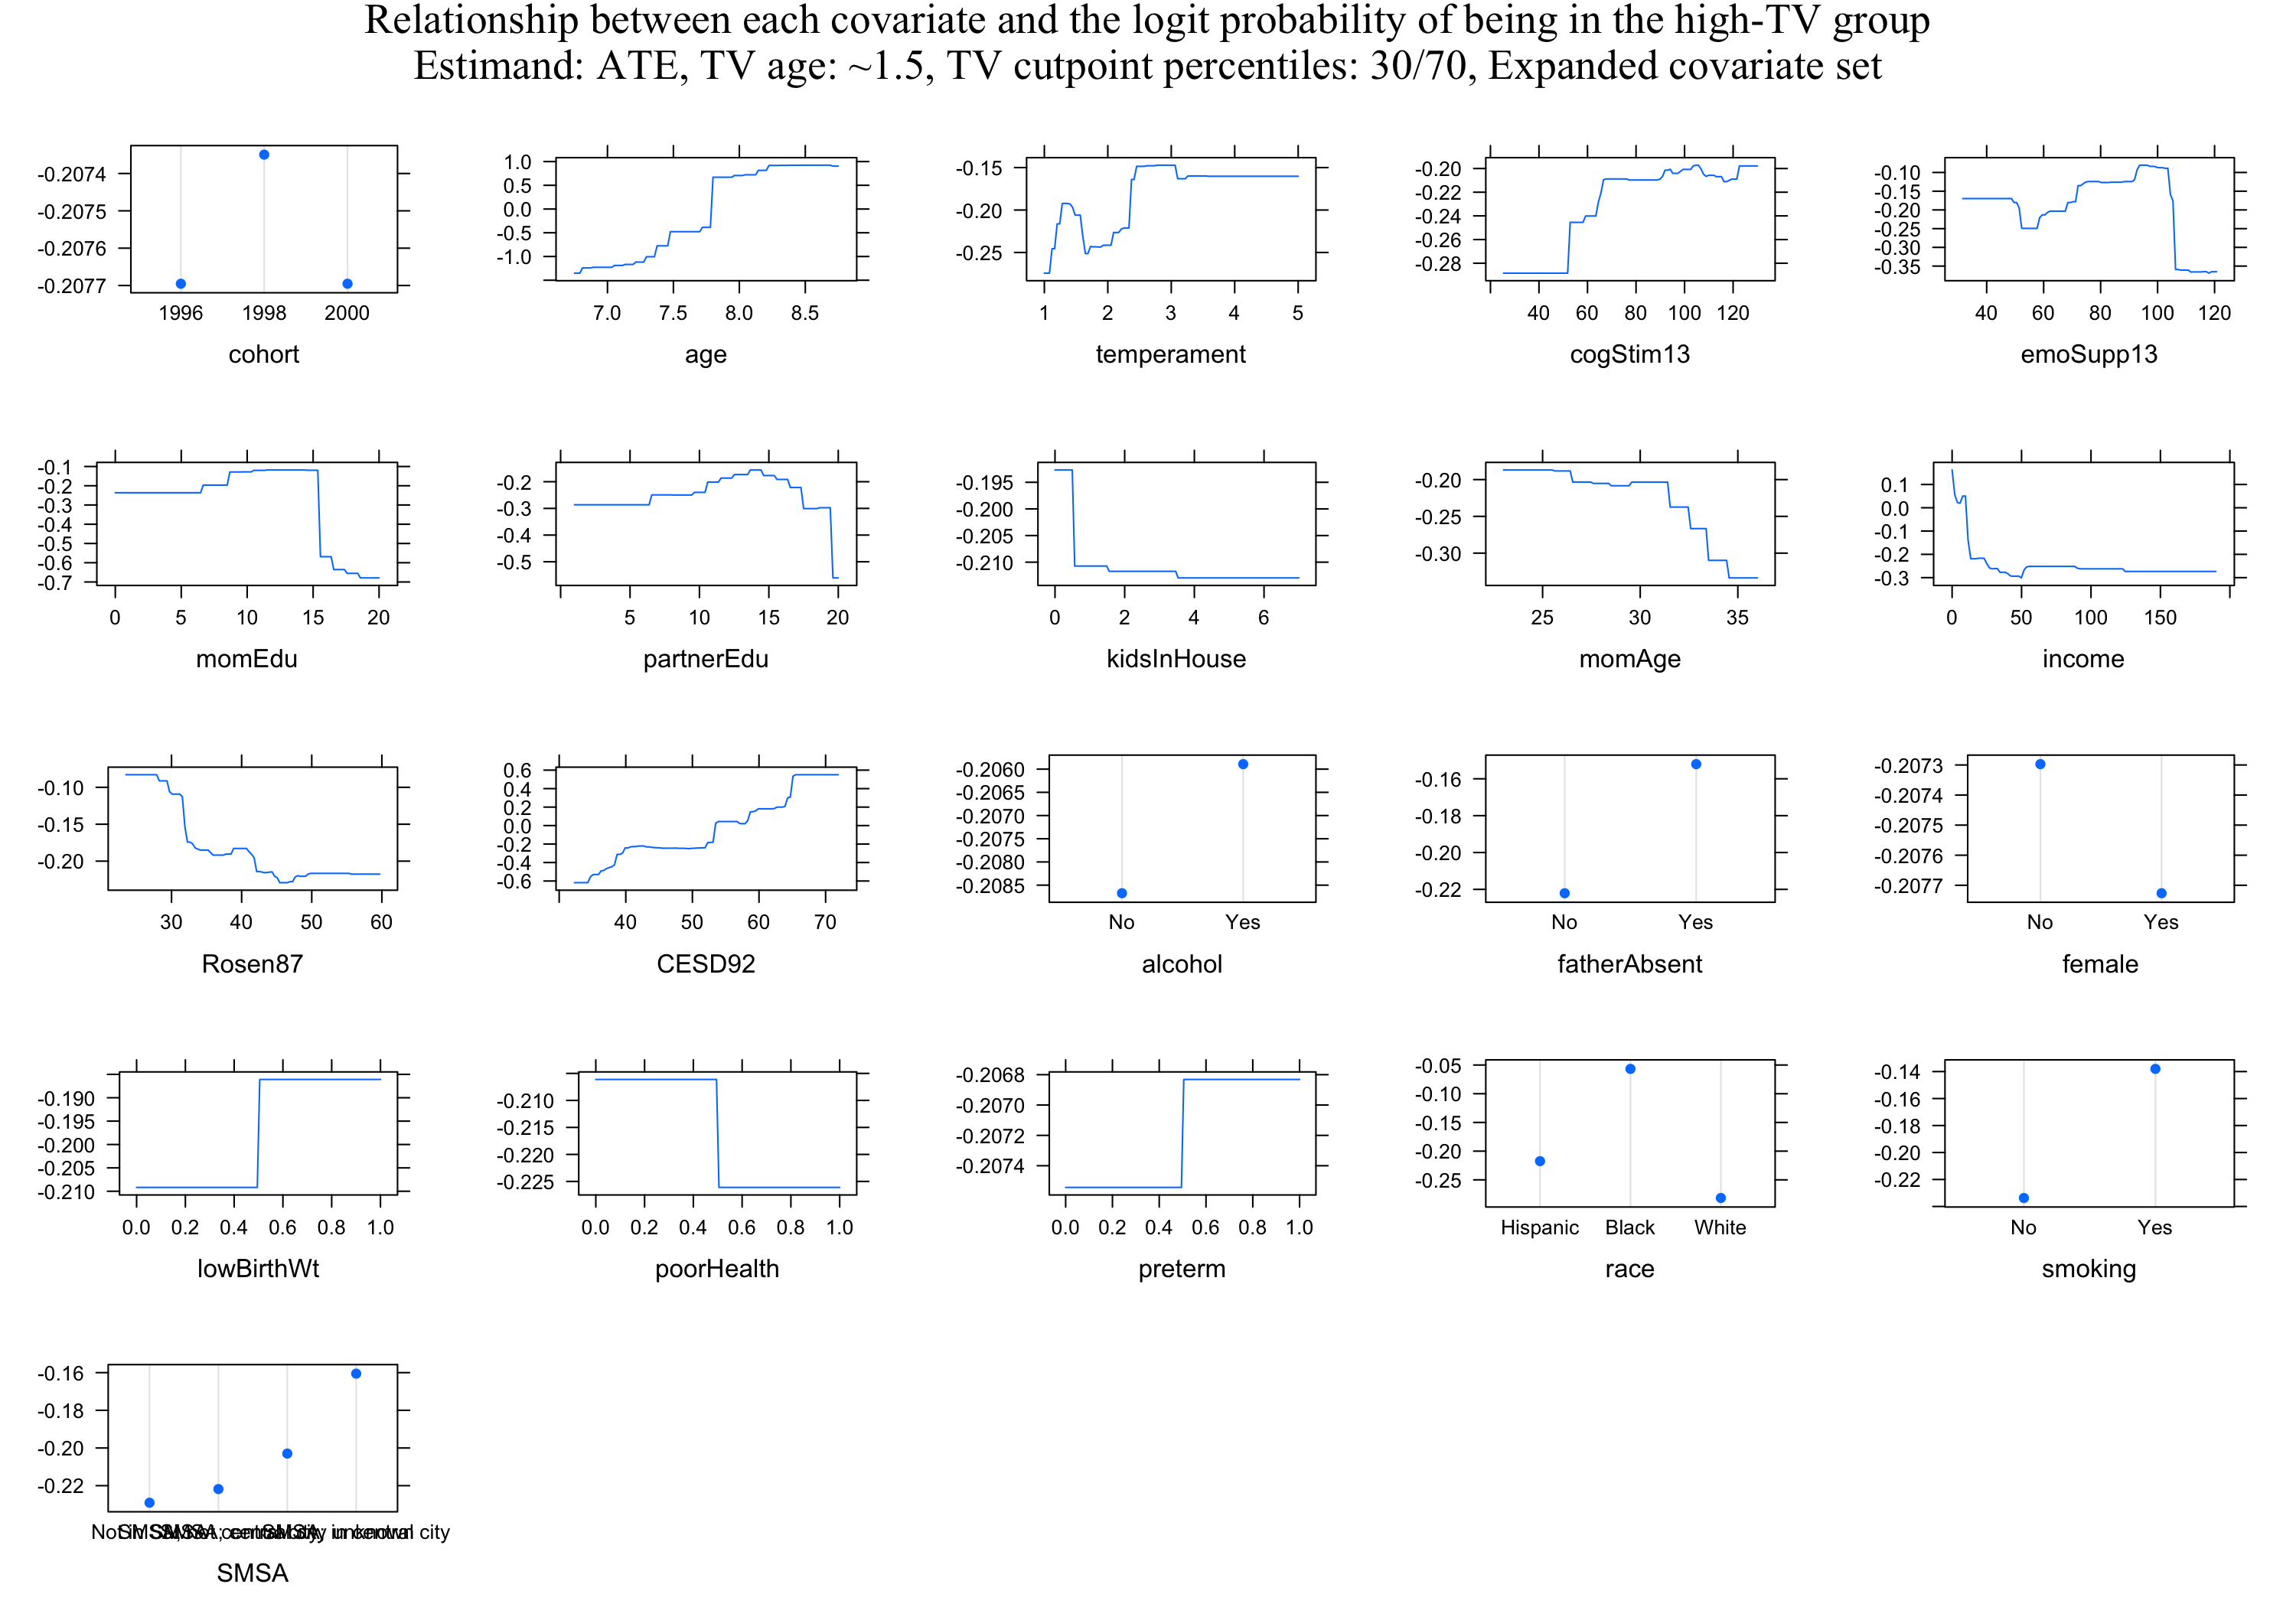 Relationship between each covariate and the logit probability of being in the high-TV group
Estimand: ATE, TV age: ~1.5, TV cutpoint percentiles: 30/70, Expanded covariate set
-0.2074
-0.2075
-0.2076
-0.2077
1996 1998 2000
cohort
1.0
0.5
0.0
-0.5
-1.0
7.0 7.5 8.0 8.5
age
-0.15
-0.20
-0.25
1 2 3 4 5
temperament
-0.20
-0.22
-0.24
-0.26
-0.28
40 60 80 100 120
cogStim13
-0.10
-0.15
-0.20
-0.25
-0.30
-0.35
40 60 80 100 120
emoSupp13
-0.1
-0.2
-0.3
-0.4
-0.5
-0.6
-0.7
0 5 10 15 20
momEdu
-0.2
-0.3
-0.4
-0.5
5 10 15 20
partnerEdu
-0.195
-0.200
-0.205
-0.210
0 2 4 6
kidsInHouse
-0.20
-0.25
-0.30
25 30 35
momAge
0.1
0.0
-0.1
-0.2
-0.3
0 50 100 150
income
-0.10
-0.15
-0.20
30 40 50 60
Rosen87
0.6
0.4
0.2
0.0
-0.2
-0.4
-0.6
40 50 60 70
CESD92
-0.2060
-0.2065
-0.2070
-0.2075
-0.2080
-0.2085
No Yes
alcohol
-0.16
-0.18
-0.20
-0.22
No Yes
fatherAbsent
-0.2073
-0.2074
-0.2075
-0.2076
-0.2077
No Yes
female
-0.190
-0.195
-0.200
-0.205
-0.210
0.0 0.2 0.4 0.6 0.8 1.0
lowBirthWt
-0.210
-0.215
-0.220
-0.225
0.0 0.2 0.4 0.6 0.8 1.0
poorHealth
-0.2068
-0.2070
-0.2072
-0.2074
0.0 0.2 0.4 0.6 0.8 1.0
preterm
-0.05
-0.10
-0.15
-0.20
-0.25
Hispanic Black White
race
-0.14
-0.16
-0.18
-0.20
-0.22
No Yes
smoking
-0.16
-0.18
-0.20
-0.22
city
SMSA